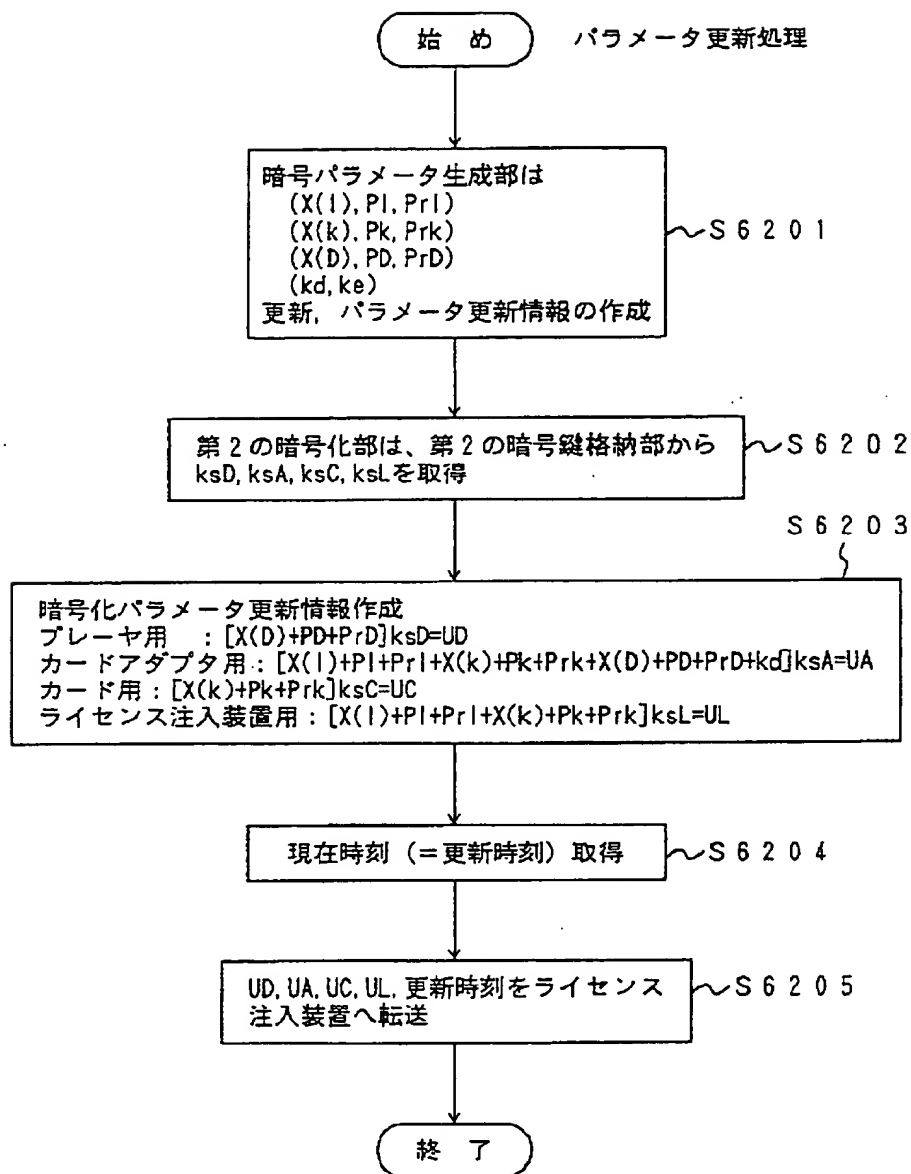 始 め
パラメータ更新処理
暗号パラメータ生成部は
(X(l), Pl, Prl)
(X(k), Pk, Prk)
(X(D), PD, PrD)
(kd, ke)
更新, パラメータ更新情報の作成
S6201
第2の暗号化部は、第2の暗号鍵格納部から
ksD, ksA, ksC, ksLを取得
S6202
S6203
暗号化パラメータ更新情報作成
プレーヤ用 : [X(D)+PD+PrD]ksD=UD
カードアダプタ用 : [X(l)+Pl+Prl+X(k)+Pk+Prk+X(D)+PD+PrD+kd]ksA=UA
カード用 : [X(k)+Pk+Prk]ksC=UC
ライセンス注入装置用 : [X(l)+Pl+Prl+X(k)+Pk+Prk]ksL=UL
現在時刻 (=更新時刻) 取得
S6204
UD, UA, UC, UL, 更新時刻をライセンス
注入装置へ転送
S6205
終 了